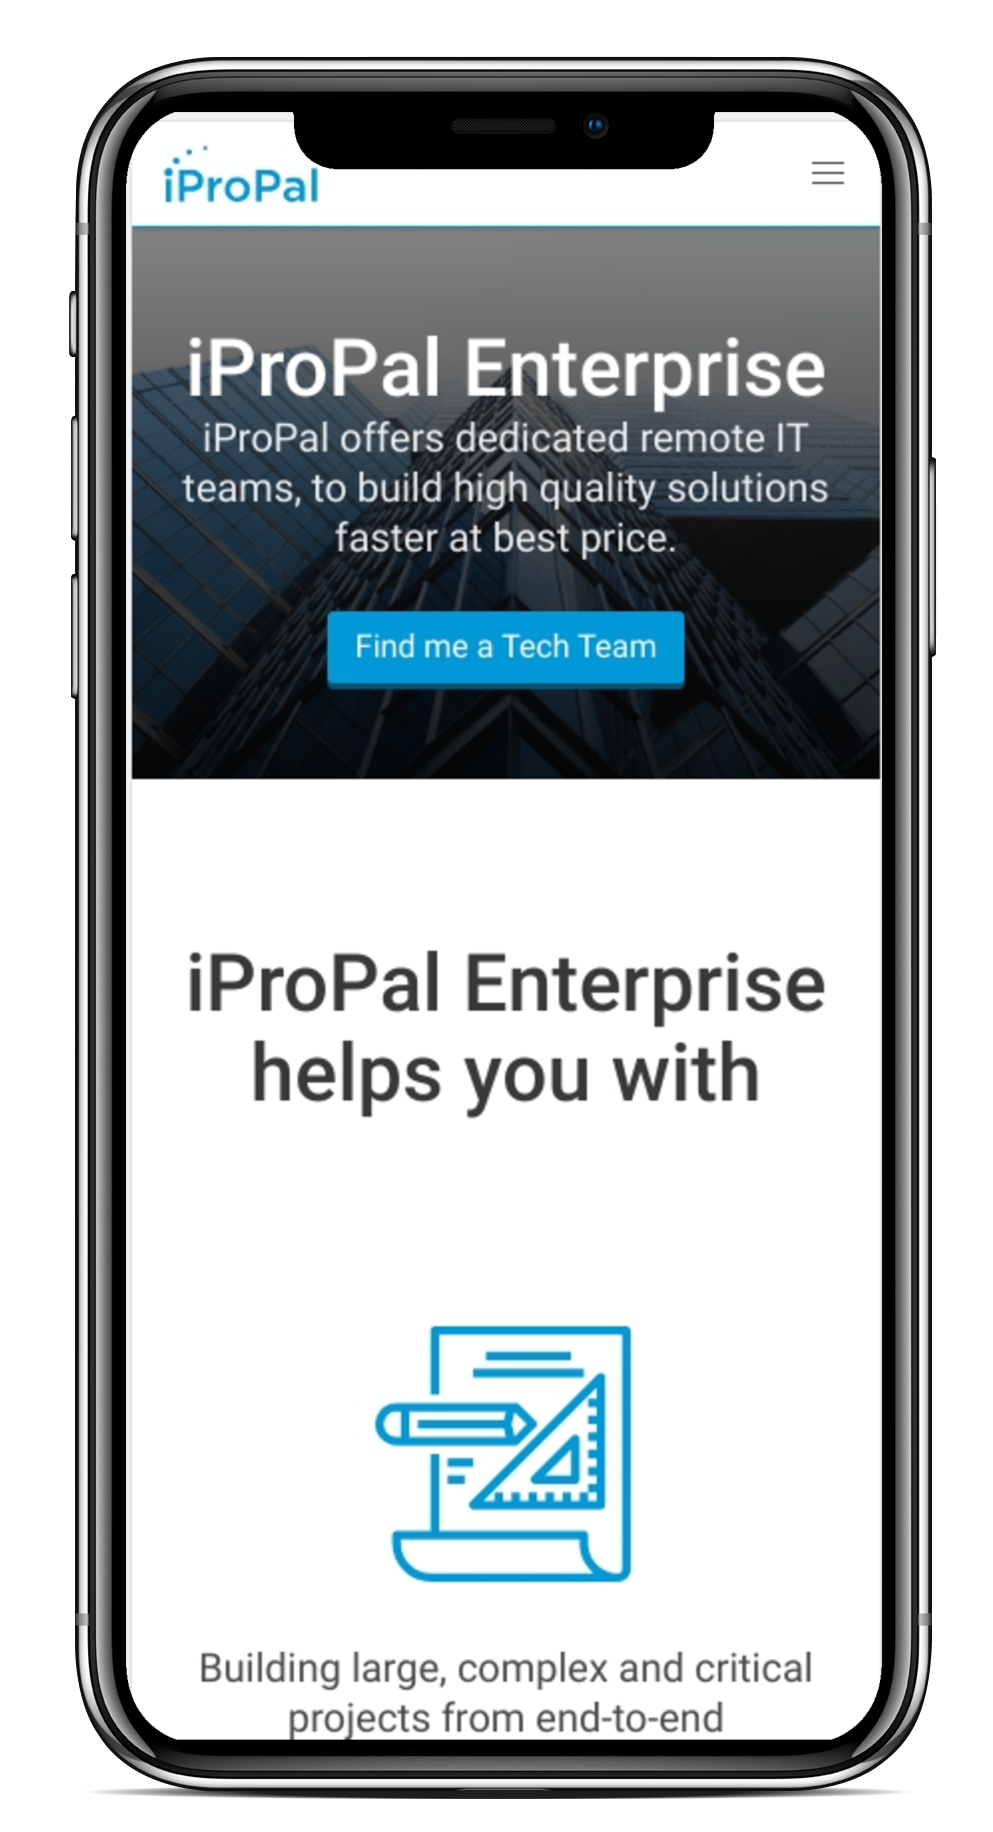 iProPal
iProPal Enterprise
iProPal offers dedicated remote IT
teams, to build high quality solutions
faster at best price.
Find me a Tech Team
iProPal Enterprise
helps you with
Building large, complex and critical
projects from end-to-end